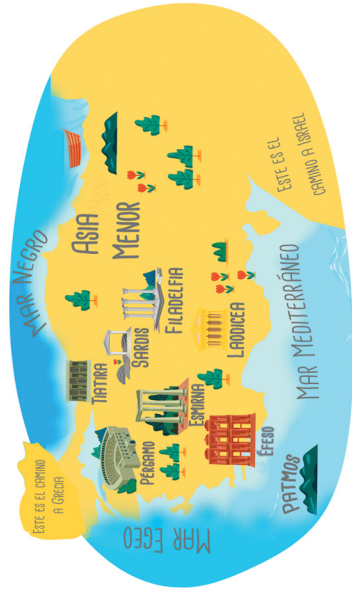 MAR NEGRO
ESTE ES EL CAMINO
A GRECIA
ASIA
MENOR
TIATIRA
SARDIS
FILADELFIA
PÉRGAMO
ESMIRNA
LAODICEA
ÉFESO
MAR EGEO
PATMOS
MAR MEDITERRÁNEO
ESTE ES EL
CAMINO A ISRAEL